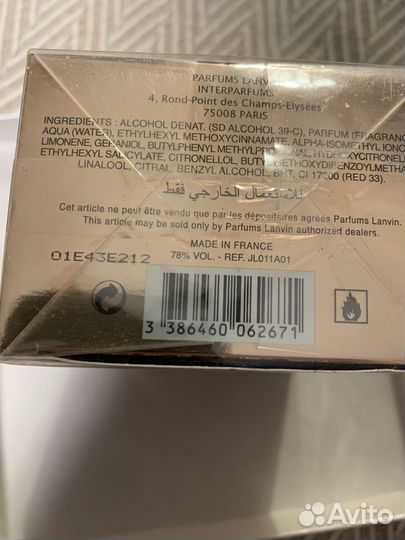 PARFUMS LANVIN
INTERPARFUMS
4, Rond-Point des Champs-Elysées
75008 PARIS
INGREDIENTS : ALCOHOL DENAT. (SD ALCOHOL 39-C), PARFUM (FRAGRANCE
AQUA (WATER), ETHYLHEXYL METHOXYCINNAMATE, ALPHA-ISOMETHYL IONO
LIMONENE, GERANIOL, BUTYLPHENYL METHYLPROPIONAL, HYDROXYCITRONELL
ETHYLHEXYL SALICYLATE, CITRONELLOL, BUTYL METHOXYDIBENZOYLMETHA
LINALOOL, CITRAL, BENZYL ALCOHOL, BHT, CI 17200 (RED 33).
للاستعمال الخارجي فقط
Cet article ne peut être vendu que par les dépositaires agréés Parfums Lanvin.
This article may be sold only by Parfums Lanvin authorized dealers.
MADE IN FRANCE
01E43E212
78% VOL. - REF. JL011A01
3 386460 062671
Avito